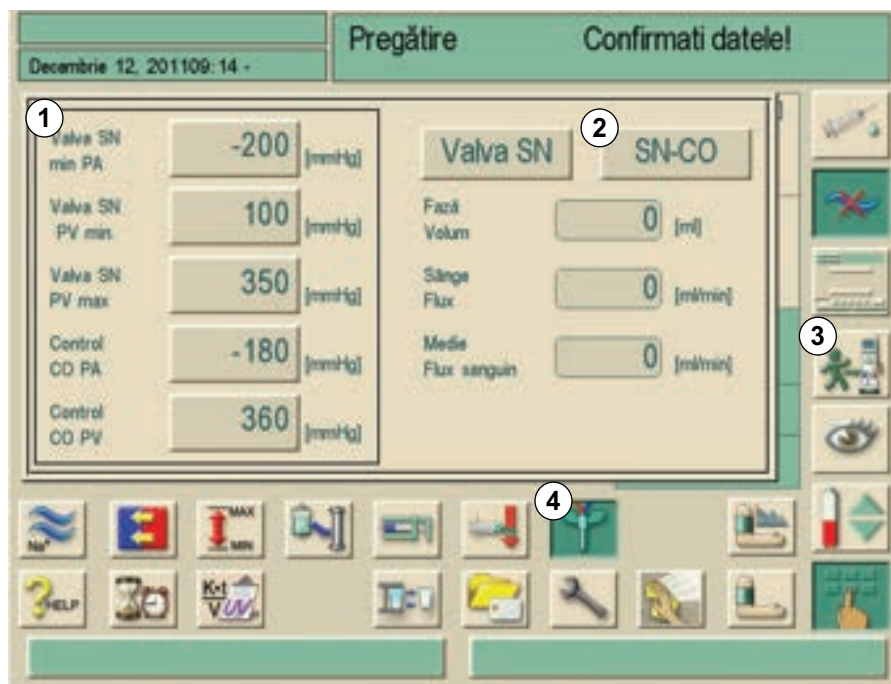 Pregătire Confirmati datele!
Decembrie 12, 201109: 14 -
1
Valva SN
min PA
-200
[mmHg]
Valva SN
PV min.
100
[mmHg]
Valva SN
PV max
350
[mmHg]
Control
CO PA
-180
[mmHg]
Control
CO PV
360
[mmHg]
2
Valva SN
SN-CO
Fază
Volum
0
[ml]
Sânge
Flux
0
[ml/min]
Medie
Flux sanguin
0
[ml/min]
3
4
Na+
MAX
MIN
?HELP
K•t
V
UV